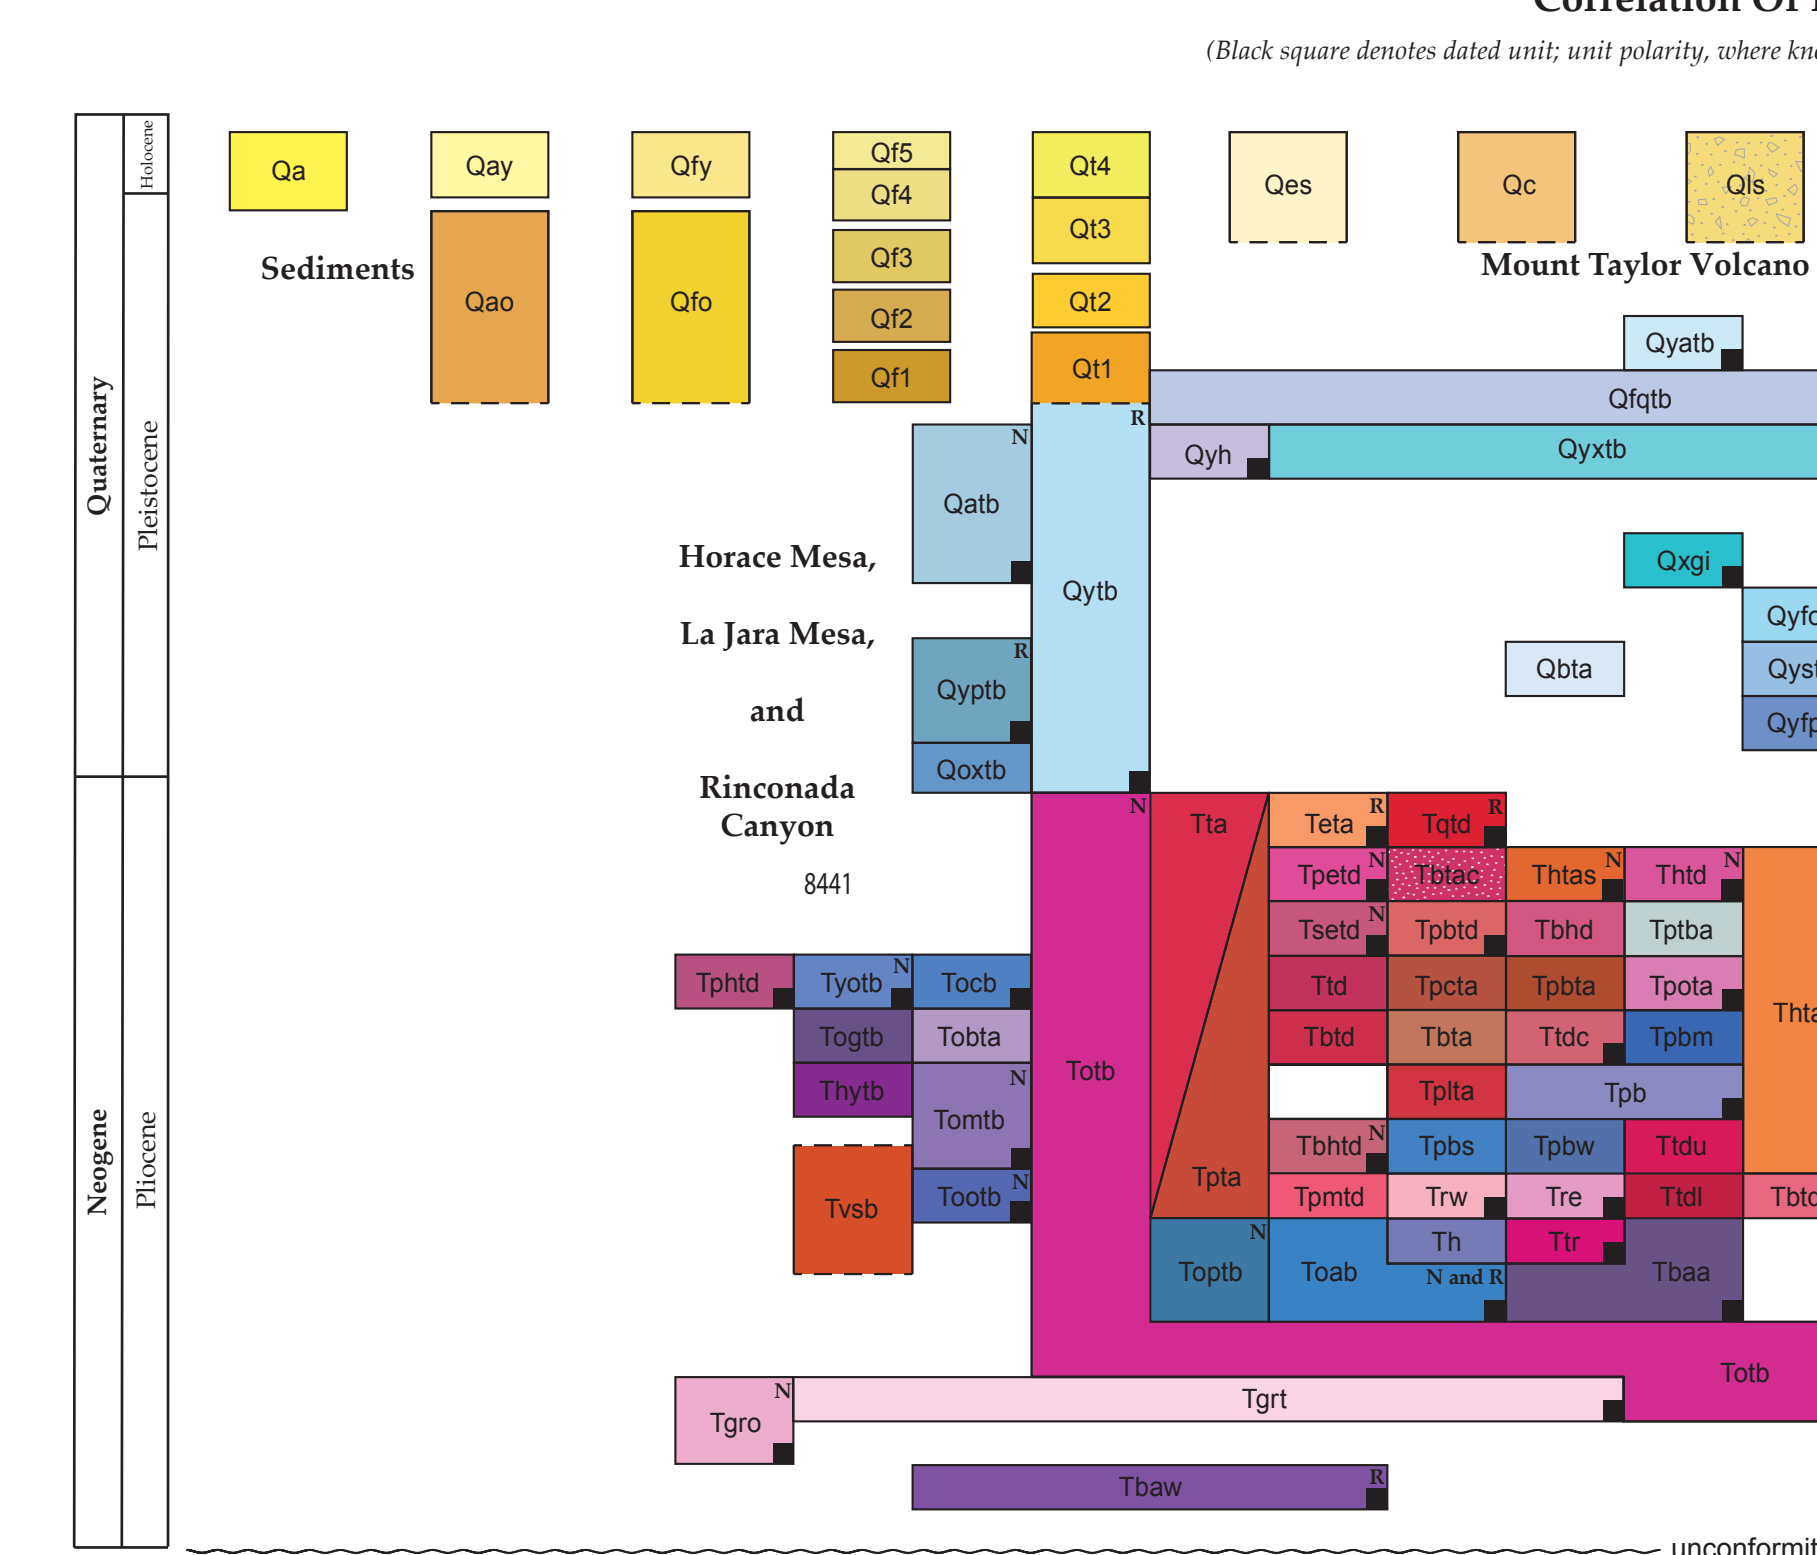 (Black square denotes dated unit; unit polarity, where
Holocene
Qa
Qay
Qfy
Qf5
Qf4
Qt4
Qes
Qc
Qls
Qt3
Sediments
Qf3
Mount Taylor Volcano
Qao
Qfo
Qf2
Qt2
Qyatb
Qf1
Qt1
Qfqtb
Quaternary
Pleistocene
N
R
Qatb
Qytb
Qyh
Qyxtb
Horace Mesa,
La Jara Mesa,
and
Rinconada
Canyon
8441
Qxgi
R
Qyptb
Qoxtb
Qbta
Neogene
Pliocene
N
Totb
Tta
Tpta
Teta R
Tqtd R
Tpetd N
Tbtac
Thtas N
Thtd N
Tsetd N
Tpbtd
Tbhd
Tptba
Tphtd
Tyotb N
Tocb
Ttd
Tpcta
Tpbta
Tpota
Togtb
Tobta
Tbtd
Tbta
Ttdc
Tpbm
Thytb
Tomtb N
Tplta
Tpb
Tbhtd N
Tpbs
Tpbw
Ttdu
Tvsb
Tootb N
Tpmtd
Trw
Tre
Ttdl
Toptb N
Toab
N and R
Th
Ttr
Tbaa
Totb
Tgro N
Tgrt
Tbaw R